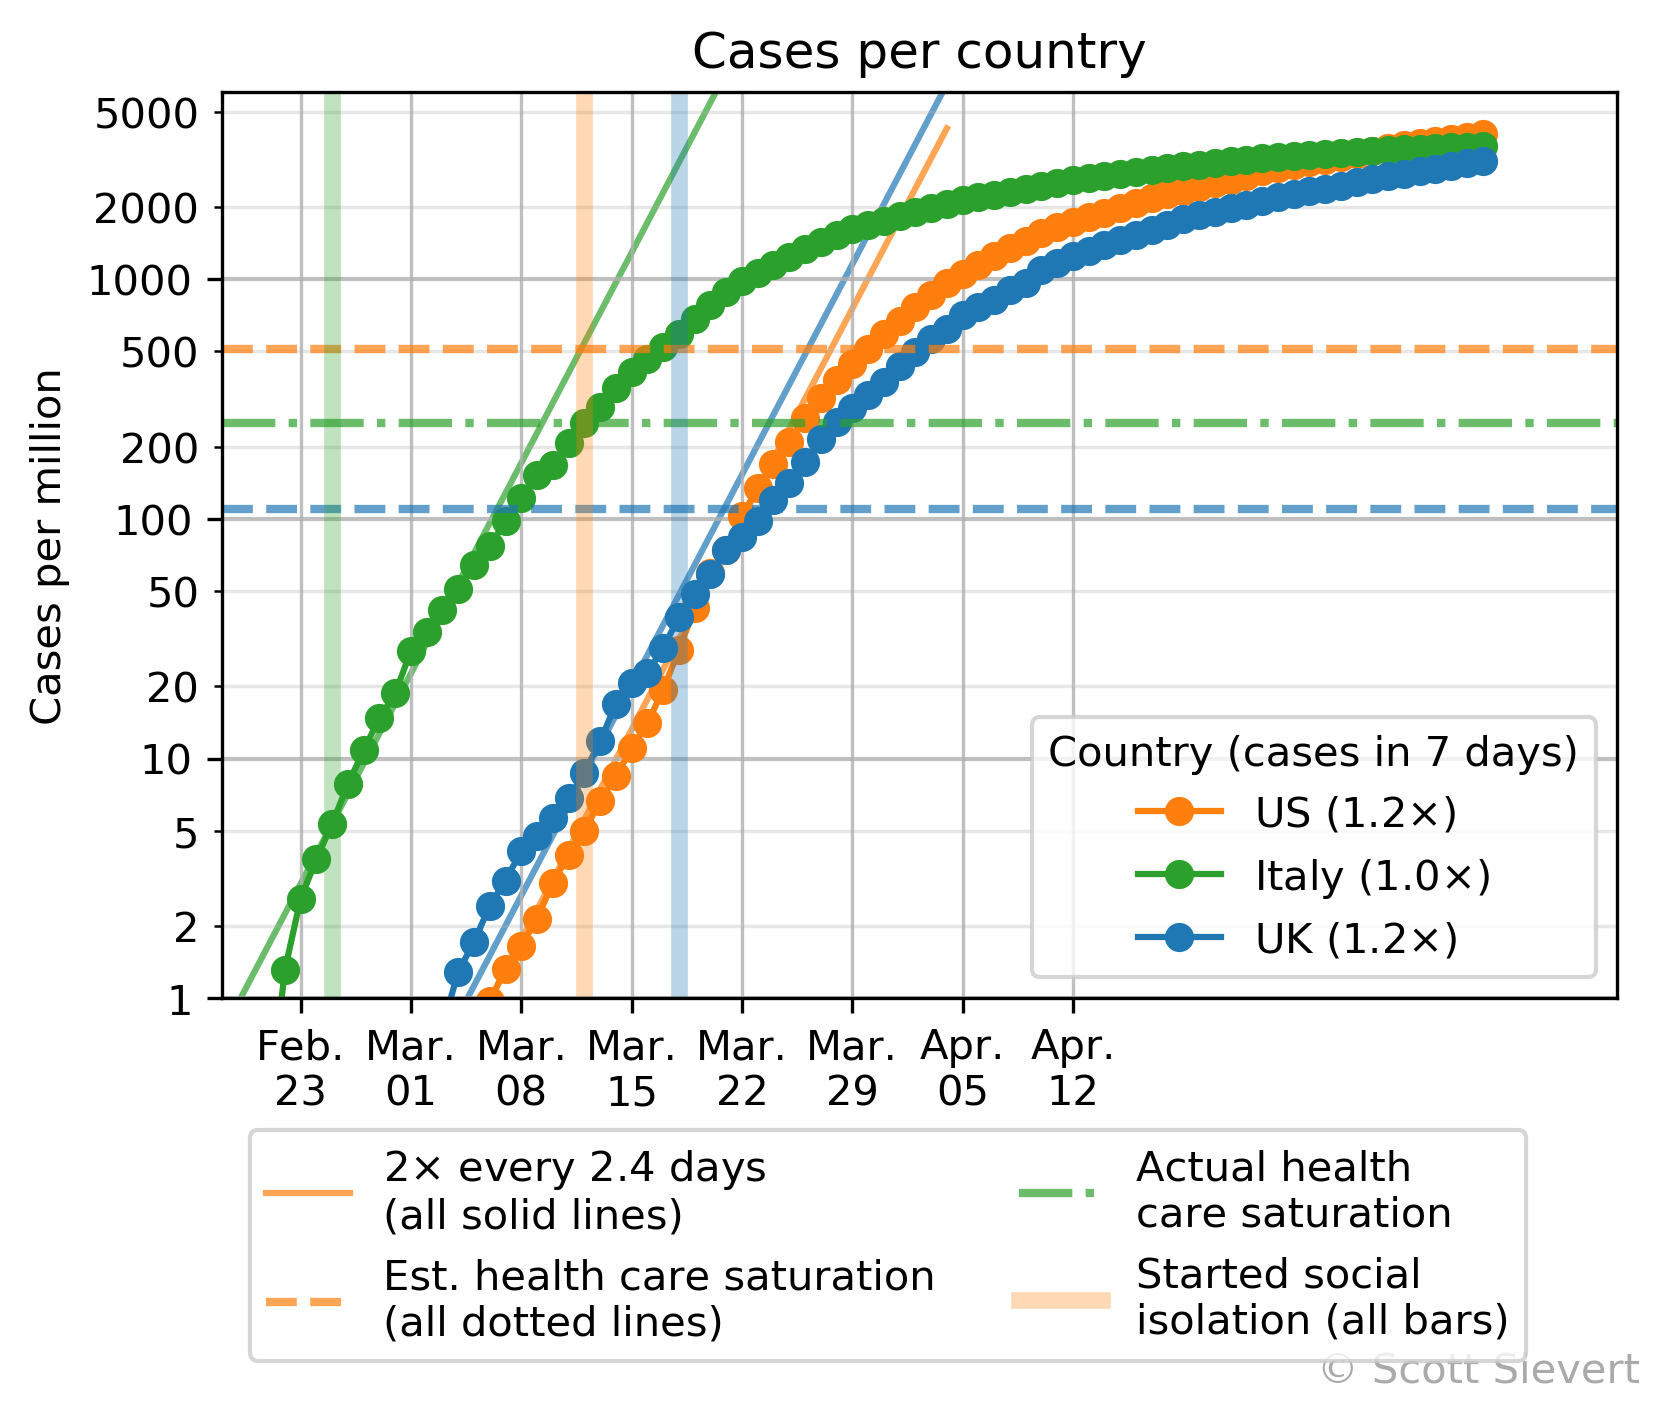 Cases per country
5000
2000
1000
500
200
100
50
20
10
5
2
1
Cases per million
Country (cases in 7 days)
US (1.2×)
Italy (1.0×)
UK (1.2×)
Feb. Mar. Mar. Mar. Mar. Mar. Apr. Apr.
23 01 08 15 22 29 05 12
2× every 2.4 days
(all solid lines)
Est. health care saturation
(all dotted lines)
Actual health
care saturation
Started social
isolation (all bars)
© Scott Sievert